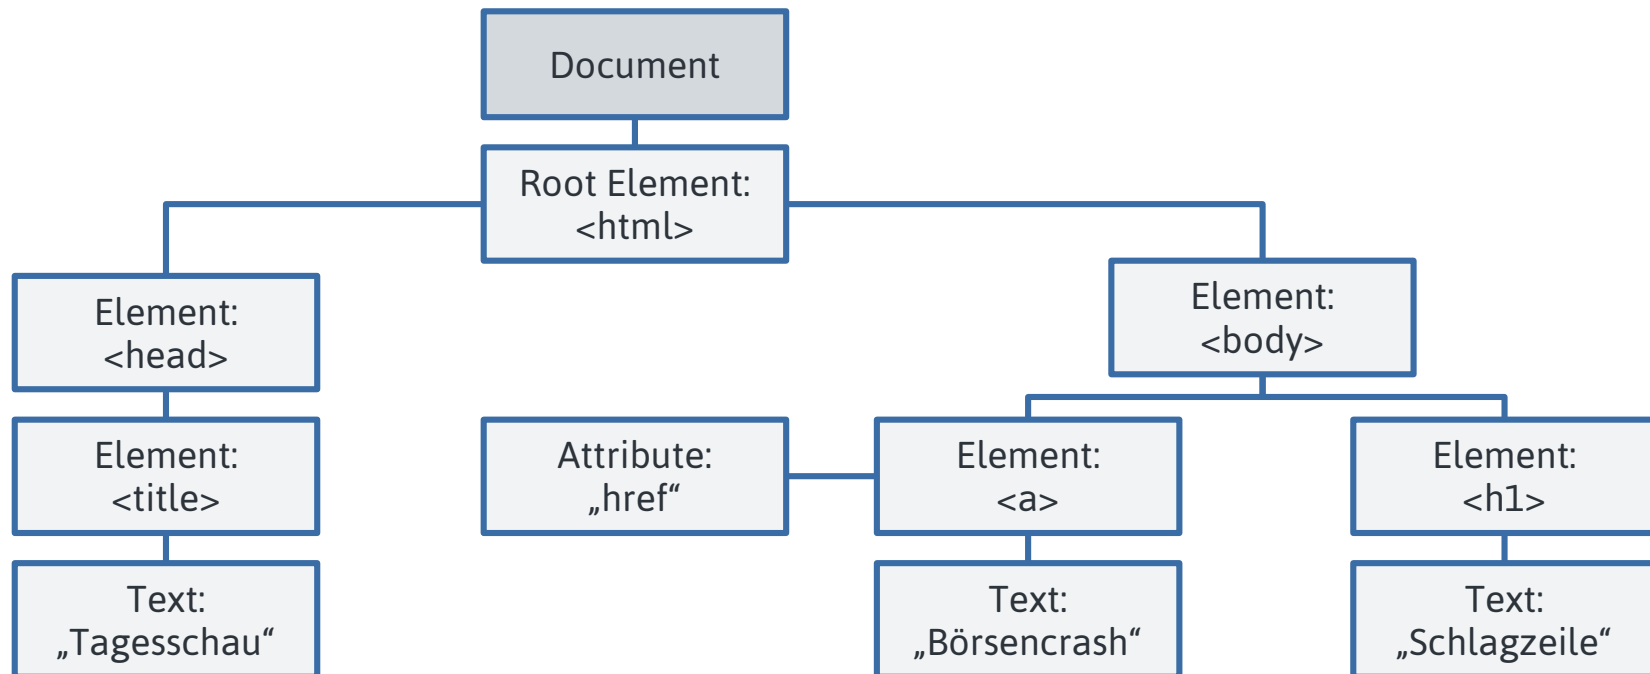 Document
Root Element:
<html>
Element:
<head>
Element:
<body>
Element:
<title>
Attribute:
„href“
Element:
<a>
Element:
<h1>
Text:
„Tagesschau“
Text:
„Börsencrash“
Text:
„Schlagzeile“